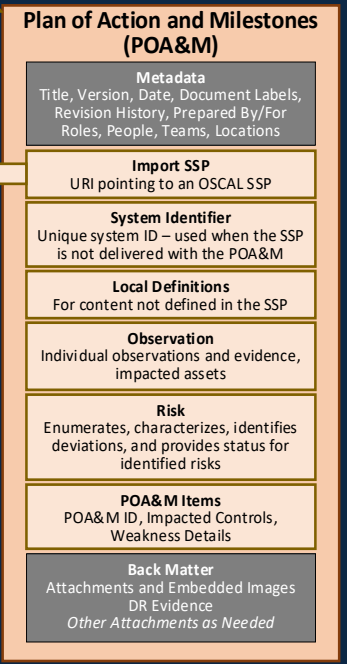 Plan of Action and Milestones
(POA&M)
Metadata
Title, Version, Date, Document Labels,
Revision History, Prepared By/For
Roles, People, Teams, Locations
Import SSP
URI pointing to an OSCAL SSP
System Identifier
Unique system ID – used when the SSP
is not delivered with the POA&M
Local Definitions
For content not defined in the SSP
Observation
Individual observations and evidence,
impacted assets
Risk
Enumerates, characterizes, identifies
deviations, and provides status for
identified risks
POA&M Items
POA&M ID, Impacted Controls,
Weakness Details
Back Matter
Attachments and Embedded Images
DR Evidence
Other Attachments as Needed